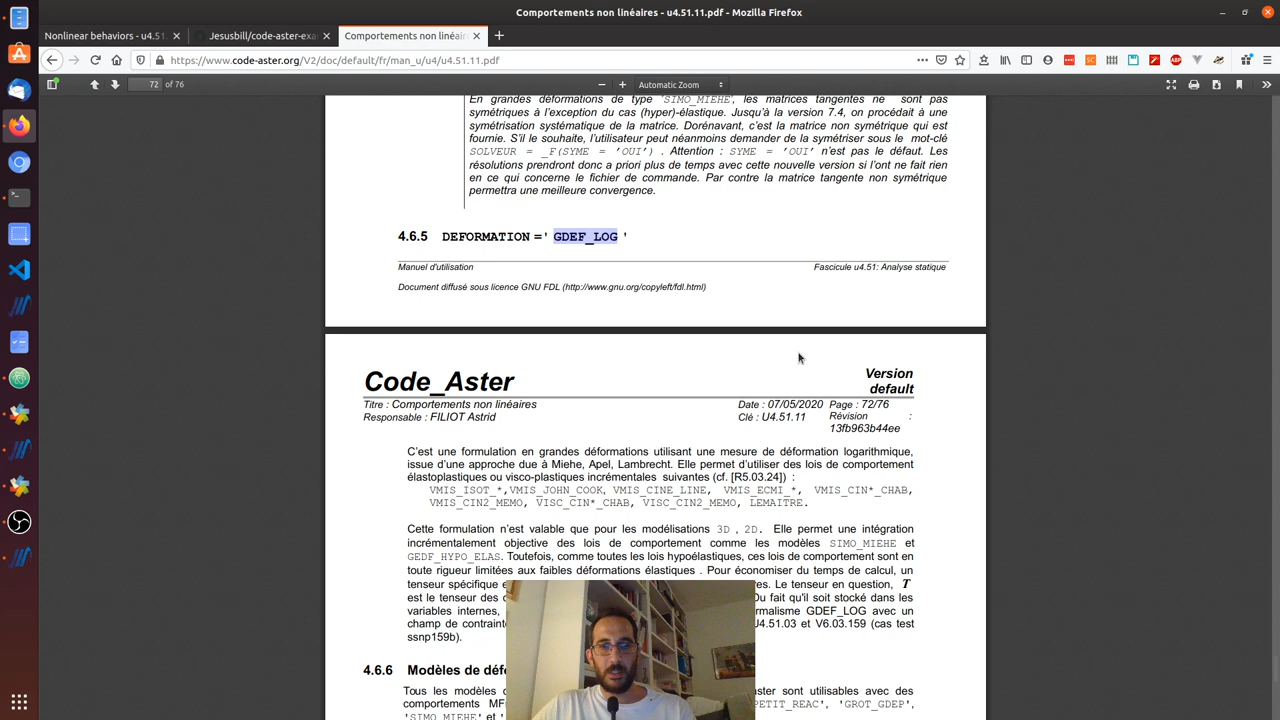 Comportements non linéaires - u4.51.11.pdf - Mozilla Firefox
Nonlinear behaviors - u4.51
Jesusbill/code-aster-exa
Comportements non linéair
https://www.code-aster.org/V2/doc/default/fr/man_u/u4/u4.51.11.pdf
72 of 76
Automatic Zoom
En grandes déformations de type 'SIMO_MIEHE', les matrices tangentes ne sont pas
symétriques à l'exception du cas (hyper)-élastique. Jusqu'à la version 7.4, on procédait à une
symétrisation systématique de la matrice. Dorénavant, c'est la matrice non symétrique qui est
fournie. S'il le souhaite, l'utilisateur peut néanmoins demander de la symétriser sous le mot-clé
SOLVEUR = _F(SYME = 'OUI') . Attention : SYME = 'OUI' n'est pas le défaut. Les
résolutions prendront donc a priori plus de temps avec cette nouvelle version si l'ont ne fait rien
en ce qui concerne le fichier de commande. Par contre la matrice tangente non symétrique
permettra une meilleure convergence.
4.6.5 DEFORMATION =' GDEF_LOG '
Manuel d'utilisation Fascicule u4.51: Analyse statique
Document diffusé sous licence GNU FDL (http://www.gnu.org/copyleft/fdl.html)
Code_Aster
Version
default
Titre : Comportements non linéaires Date : 07/05/2020 Page : 72/76
Responsable : FILIOT Astrid Clé : U4.51.11 Révision :
13fb963b44ee
C'est une formulation en grandes déformations utilisant une mesure de déformation logarithmique,
issue d'une approche due à Miehe, Apel, Lambrecht. Elle permet d'utiliser des lois de comportement
élastoplastiques ou visco-plastiques incrémentales suivantes (cf. [R5.03.24]) :
VMIS_ISOT_*,VMIS_JOHN_COOK, VMIS_CINE_LINE, VMIS_ECMI_*, VMIS_CIN*_CHAB,
VMIS_CIN2_MEMO, VISC_CIN*_CHAB, VISC_CIN2_MEMO, LEMAITRE.
Cette formulation n'est valable que pour les modélisations 3D , 2D. Elle permet une intégration
incrémentalement objective des lois de comportement comme les modèles SIMO_MIEHE et
GEDF_HYPO_ELAS. Toutefois, comme toutes les lois hypoélastiques, ces lois de comportement sont en
toute rigueur limitées aux faibles déformations élastiques . Pour économiser du temps de calcul, un
tenseur spécifique e res. Le tenseur en question, T
est le tenseur des c Du fait qu'il soit stocké dans les
variables internes, rmalisme GDEF_LOG avec un
champ de contraint U4.51.03 et V6.03.159 (cas test
ssnp159b).
4.6.6 Modèles de défo
Tous les modèles d ster sont utilisables avec des
comportements MF PETIT_REAC', 'GROT_GDEP',
'SIMO_MIEHE' et '